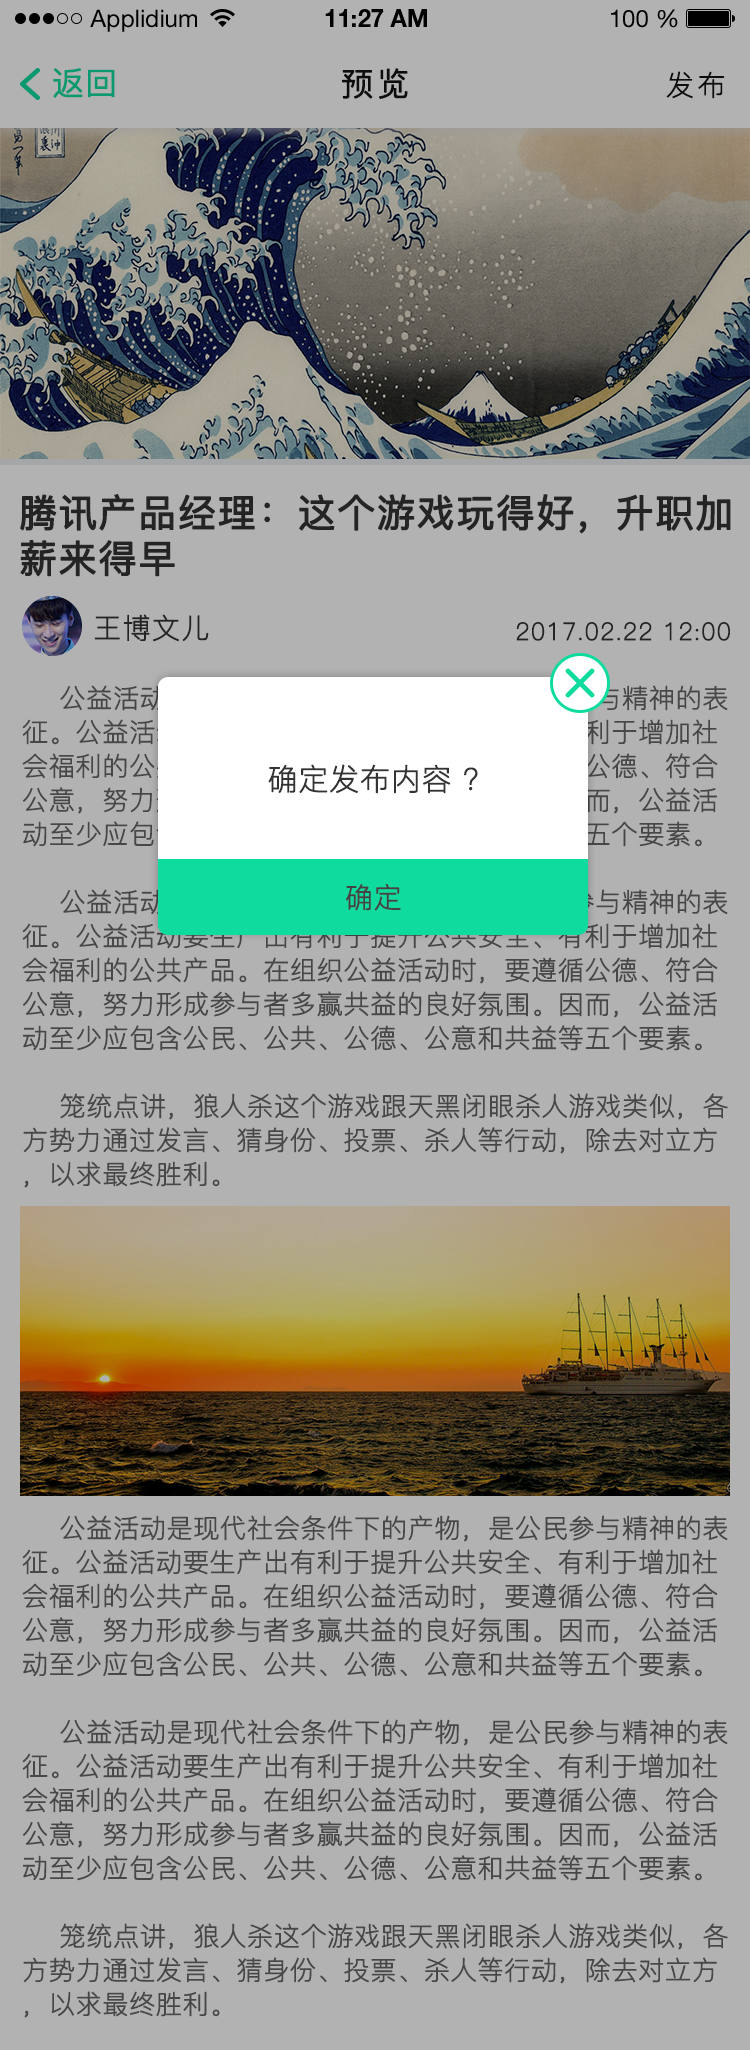 Applidium 11:27 AM 100 %
返回 预览 发布
腾讯产品经理：这个游戏玩得好，升职加
薪来得早
王博文儿 2017.02.22 12:00
公益活动 与精神的表
征。公益活 利于增加社
会福利的公 公德、符合
公意，努力 而，公益活
动至少应包 五个要素。
确定发布内容？
确定
公益活动 参与精神的表
征。公益活动要生产出有利于提升公共安全、有利于增加社
会福利的公共产品。在组织公益活动时，要遵循公德、符合
公意，努力形成参与者多赢共益的良好氛围。因而，公益活
动至少应包含公民、公共、公德、公意和共益等五个要素。
笼统点讲，狼人杀这个游戏跟天黑闭眼杀人游戏类似，各
方势力通过发言、猜身份、投票、杀人等行动，除去对立方
，以求最终胜利。
公益活动是现代社会条件下的产物，是公民参与精神的表
征。公益活动要生产出有利于提升公共安全、有利于增加社
会福利的公共产品。在组织公益活动时，要遵循公德、符合
公意，努力形成参与者多赢共益的良好氛围。因而，公益活
动至少应包含公民、公共、公德、公意和共益等五个要素。
公益活动是现代社会条件下的产物，是公民参与精神的表
征。公益活动要生产出有利于提升公共安全、有利于增加社
会福利的公共产品。在组织公益活动时，要遵循公德、符合
公意，努力形成参与者多赢共益的良好氛围。因而，公益活
动至少应包含公民、公共、公德、公意和共益等五个要素。
笼统点讲，狼人杀这个游戏跟天黑闭眼杀人游戏类似，各
方势力通过发言、猜身份、投票、杀人等行动，除去对立方
，以求最终胜利。